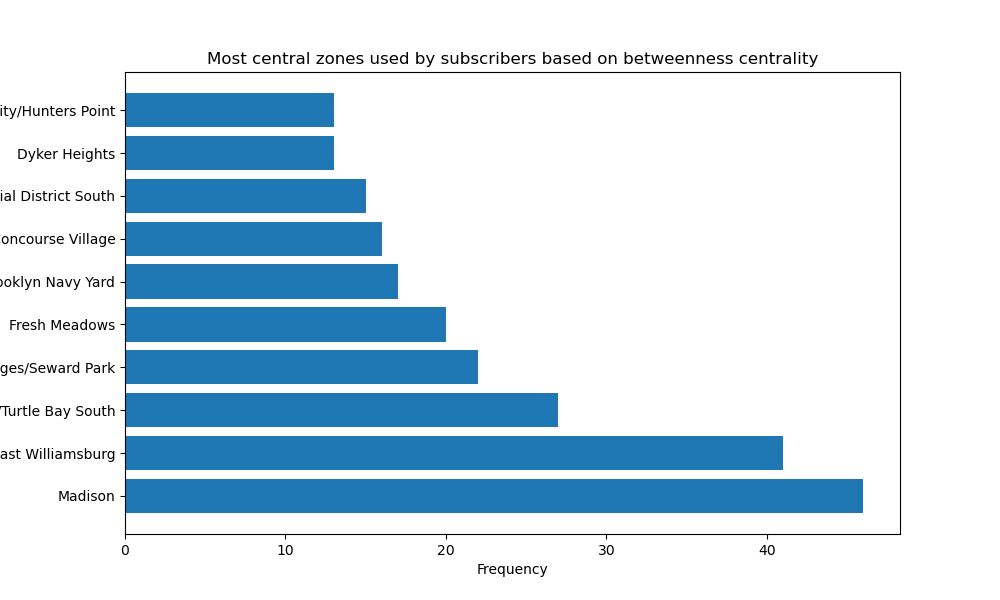 Most central zones used by subscribers based on betweenness centrality
ity/Hunters Point
Dyker Heights
ial District South
Concourse Village
ooklyn Navy Yard
Fresh Meadows
ges/Seward Park
/Turtle Bay South
ast Williamsburg
Madison
0 10 20 30 40
Frequency